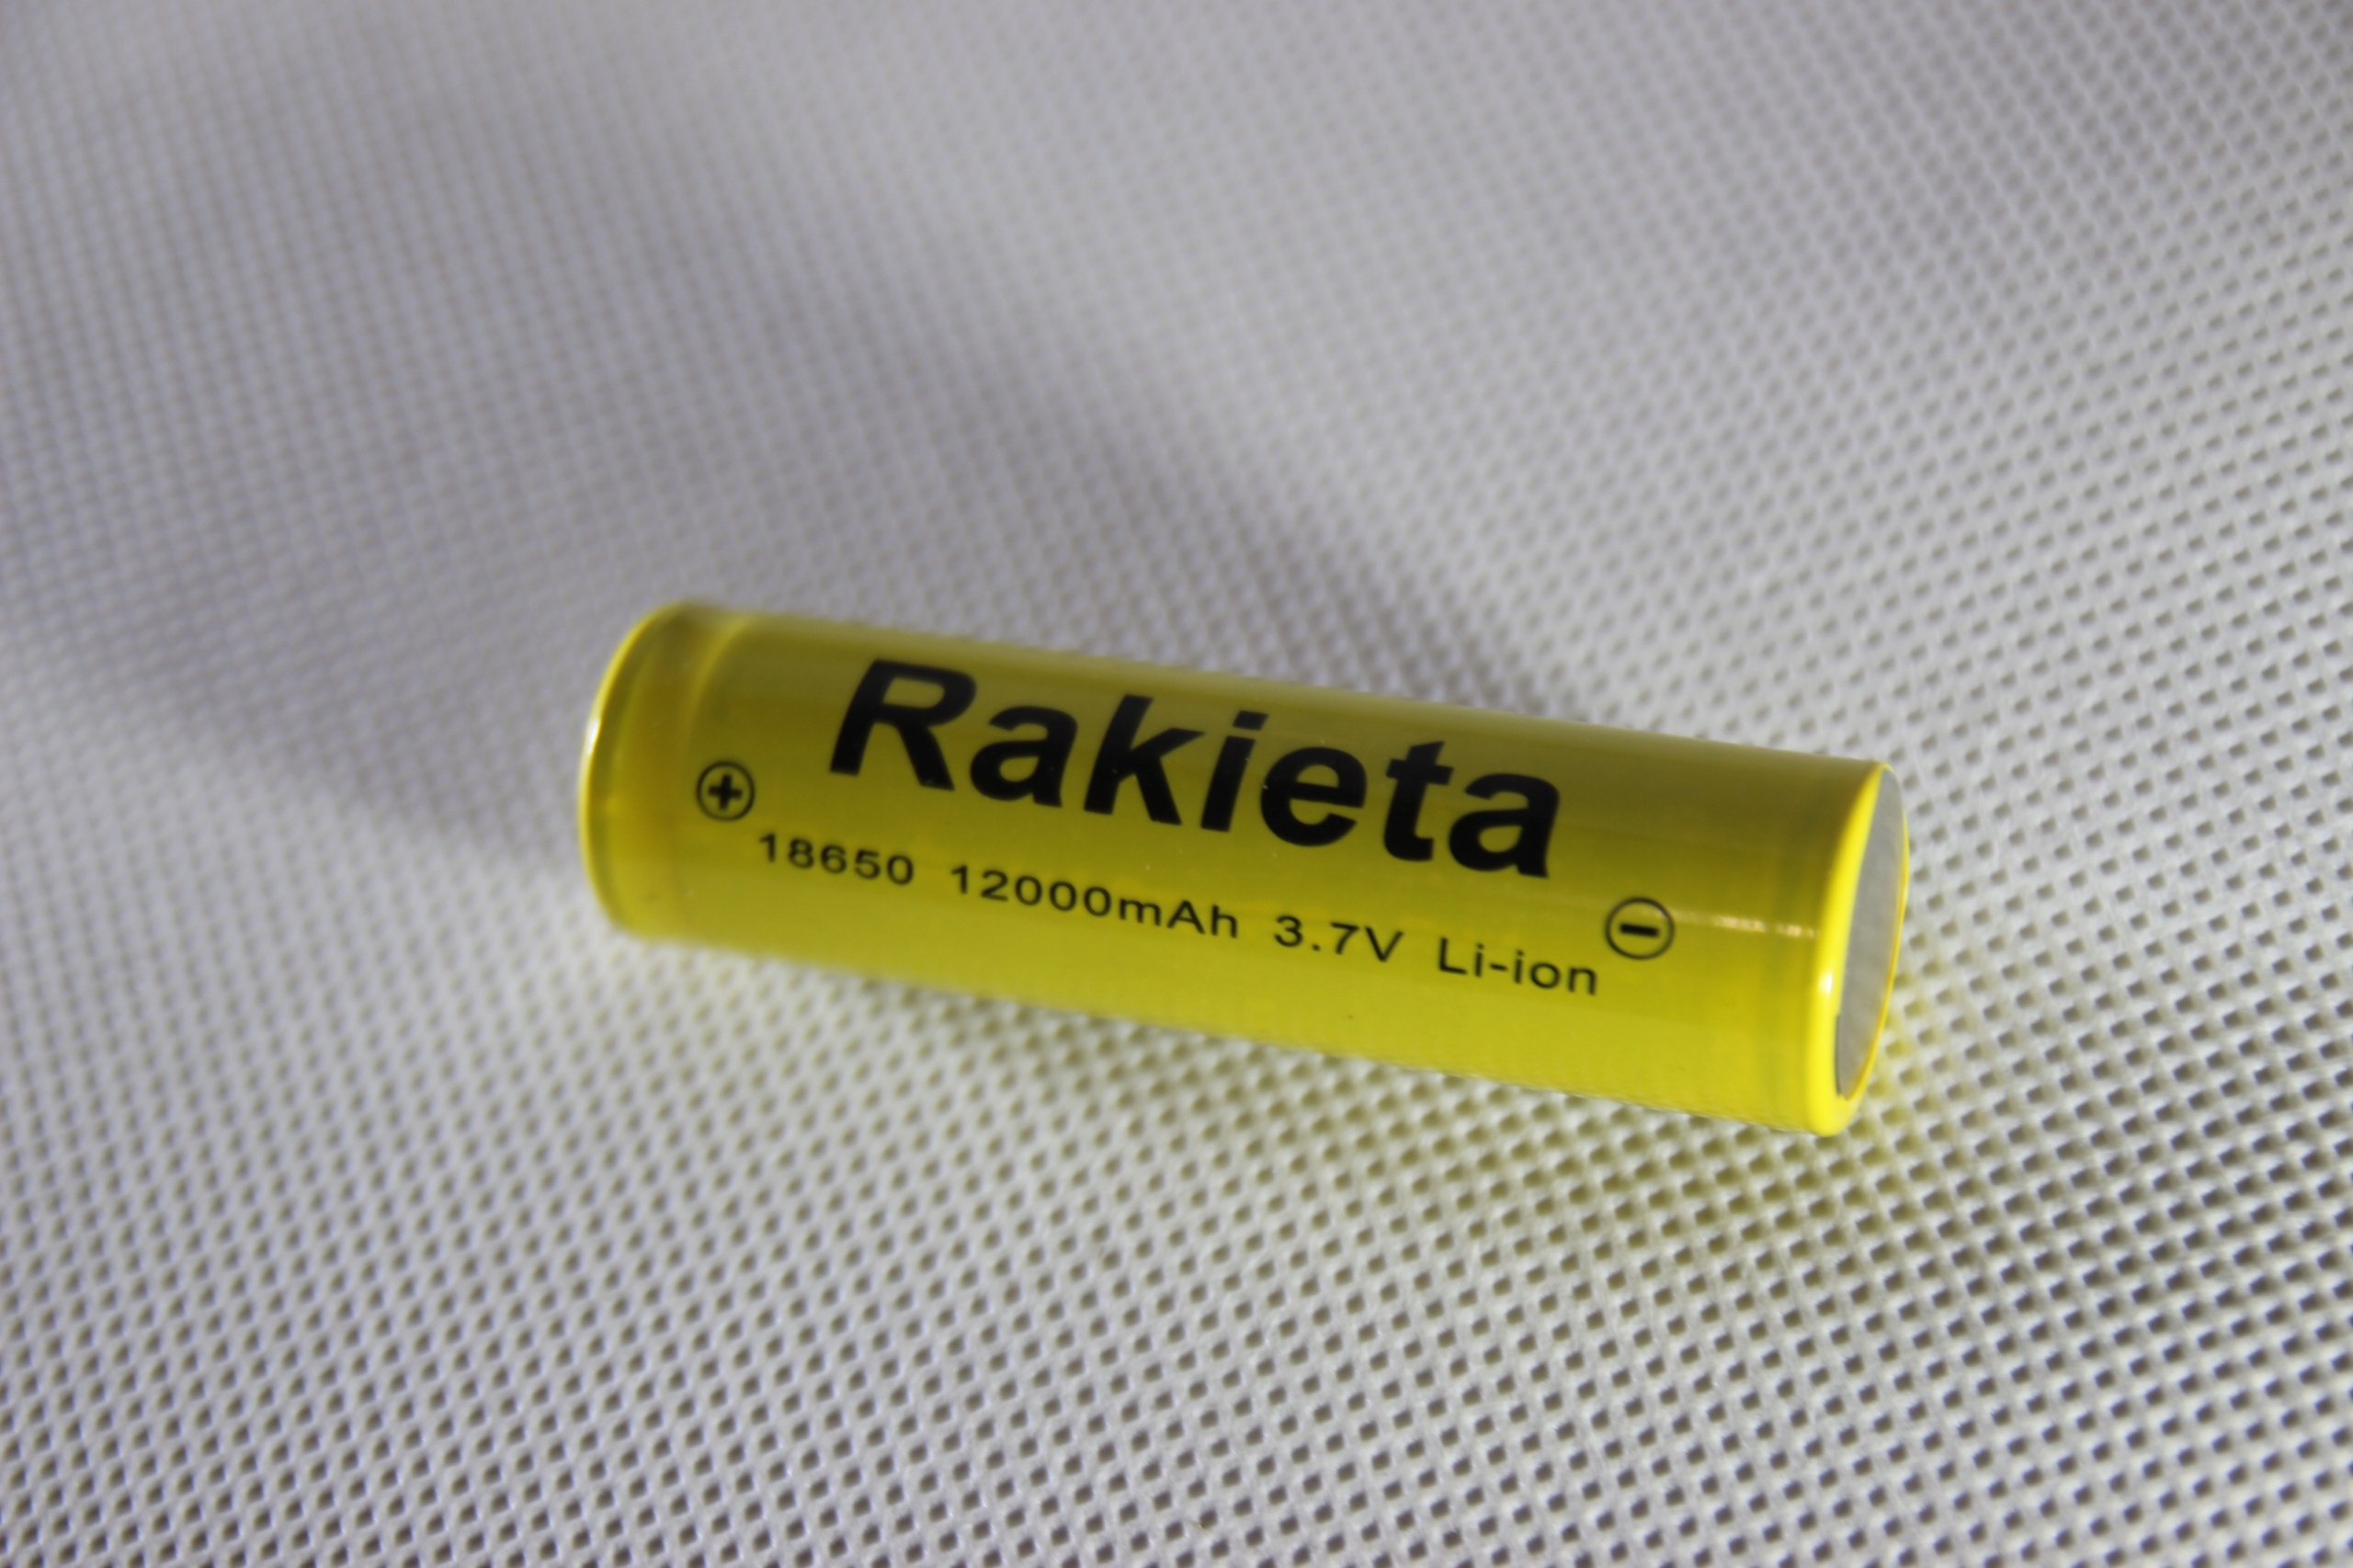 Rakieta
⊕ 18650 12000mAh 3.7V Li-ion ⊖